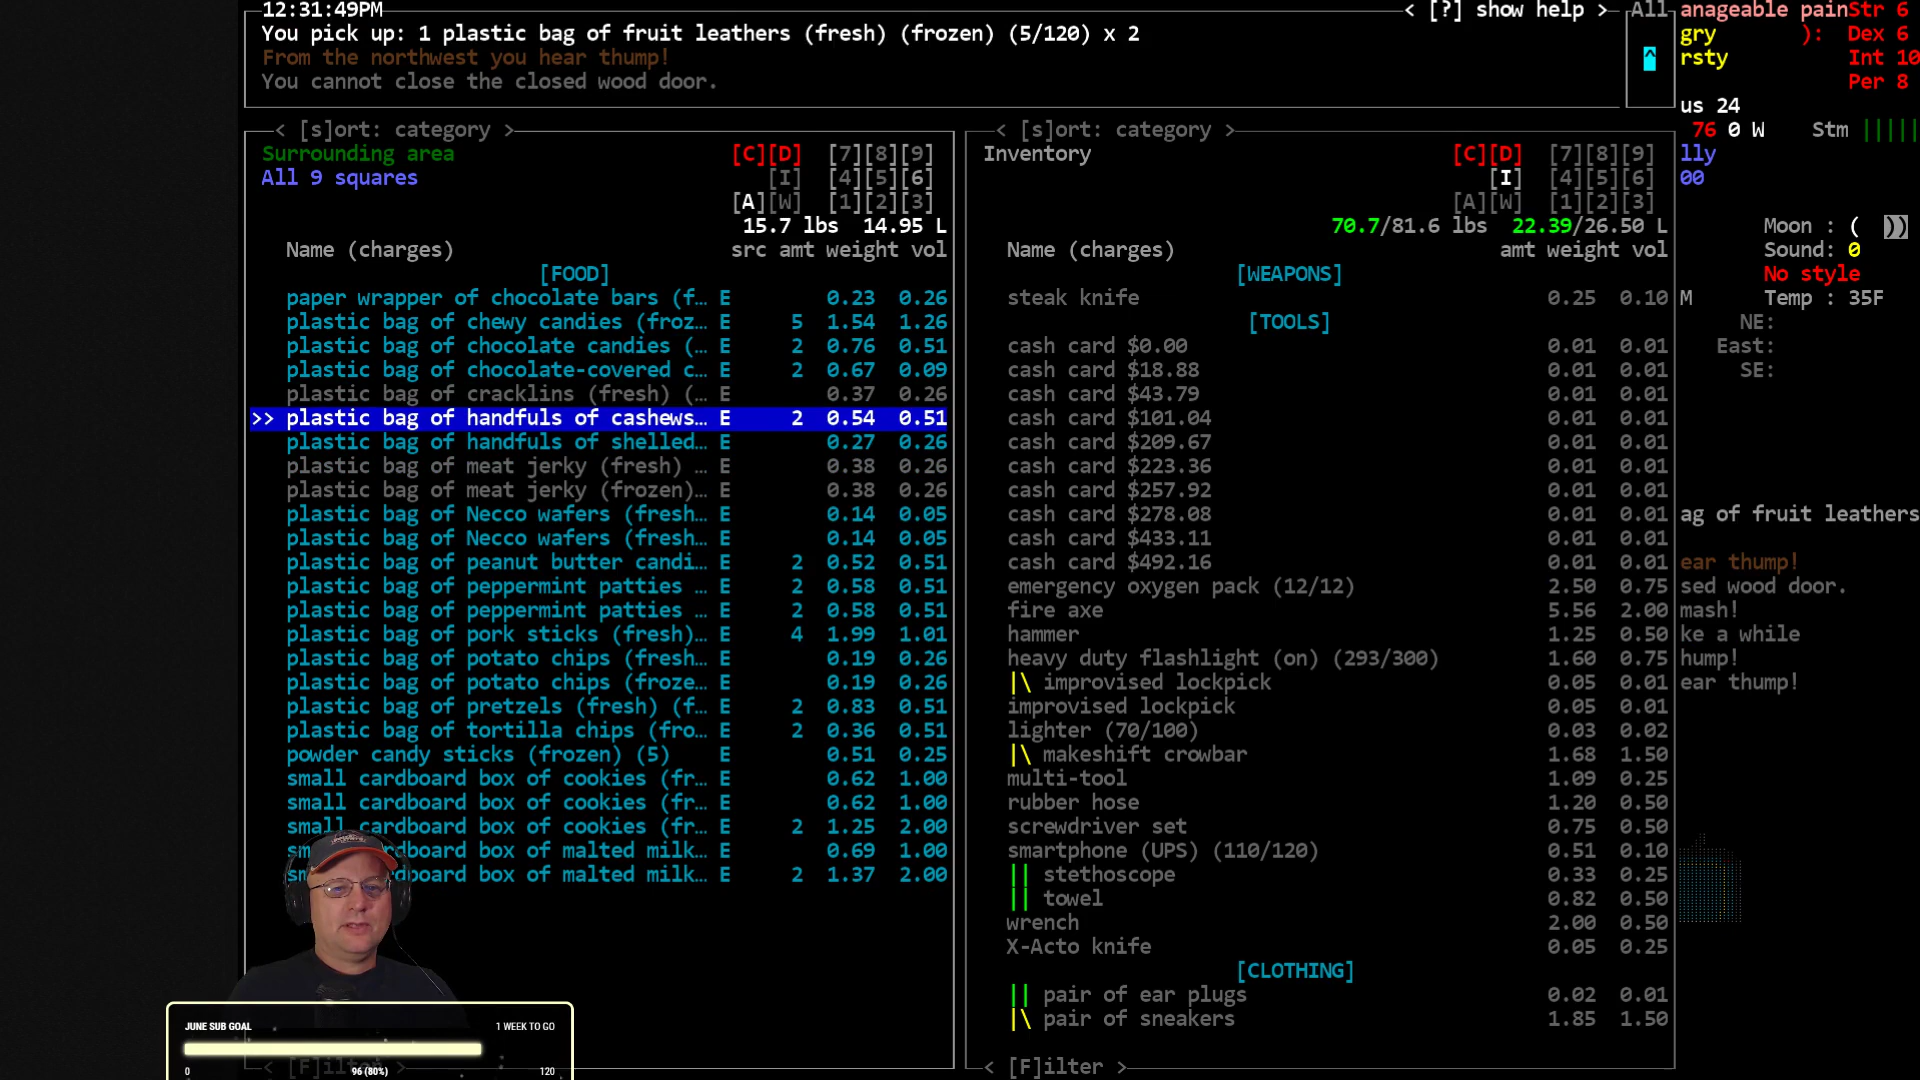 12:31:49PM
< [?] show help >
You pick up: 1 plastic bag of fruit leathers (fresh) (frozen) (5/120) x 2
From the northwest you hear thump!
You cannot close the closed wood door.
All
^
anageable pain
Str 6
gry ): Dex 6
rsty Int 10
Per 8
us 24
76 0 W Stm |||||
lly
00
Moon : ( ))
Sound: 0
No style
M Temp : 35F
NE:
East:
SE:
ag of fruit leathers
ear thump!
sed wood door.
mash!
ke a while
hump!
ear thump!
< [s]ort: category >
Surrounding area [C][D] [7][8][9]
All 9 squares [I] [4][5][6]
[A][W] [1][2][3]
15.7 lbs 14.95 L
Name (charges) src amt weight vol
[FOOD]
paper wrapper of chocolate bars (f… E 0.23 0.26
plastic bag of chewy candies (froz… E 5 1.54 1.26
plastic bag of chocolate candies (… E 2 0.76 0.51
plastic bag of chocolate-covered c… E 2 0.67 0.09
plastic bag of cracklins (fresh) (… E 0.37 0.26
>> plastic bag of handfuls of cashews… E 2 0.54 0.51
plastic bag of handfuls of shelled… E 0.27 0.26
plastic bag of meat jerky (fresh) … E 0.38 0.26
plastic bag of meat jerky (frozen)… E 0.38 0.26
plastic bag of Necco wafers (fresh… E 0.14 0.05
plastic bag of Necco wafers (fresh… E 0.14 0.05
plastic bag of peanut butter candi… E 2 0.52 0.51
plastic bag of peppermint patties … E 2 0.58 0.51
plastic bag of peppermint patties … E 2 0.58 0.51
plastic bag of pork sticks (fresh)… E 4 1.99 1.01
plastic bag of potato chips (fresh… E 0.19 0.26
plastic bag of potato chips (froze… E 0.19 0.26
plastic bag of pretzels (fresh) (f… E 2 0.83 0.51
plastic bag of tortilla chips (fro… E 2 0.36 0.51
powder candy sticks (frozen) (5) E 0.51 0.25
small cardboard box of cookies (fr… E 0.62 1.00
small cardboard box of cookies (fr… E 0.62 1.00
small cardboard box of cookies (fr… E 2 1.25 2.00
sm rdboard box of malted milk… E 0.69 1.00
s rdboard box of malted milk… E 2 1.37 2.00
< [F]ilter >
< [s]ort: category >
Inventory [C][D] [7][8][9]
[I] [4][5][6]
[A][W] [1][2][3]
70.7/81.6 lbs 22.39/26.50 L
Name (charges) amt weight vol
[WEAPONS]
steak knife 0.25 0.10
[TOOLS]
cash card $0.00 0.01 0.01
cash card $18.88 0.01 0.01
cash card $43.79 0.01 0.01
cash card $101.04 0.01 0.01
cash card $209.67 0.01 0.01
cash card $223.36 0.01 0.01
cash card $257.92 0.01 0.01
cash card $278.08 0.01 0.01
cash card $433.11 0.01 0.01
cash card $492.16 0.01 0.01
emergency oxygen pack (12/12) 2.50 0.75
fire axe 5.56 2.00
hammer 1.25 0.50
heavy duty flashlight (on) (293/300) 1.60 0.75
|\ improvised lockpick 0.05 0.01
improvised lockpick 0.05 0.01
lighter (70/100) 0.03 0.02
|\ makeshift crowbar 1.68 1.50
multi-tool 1.09 0.25
rubber hose 1.20 0.50
screwdriver set 0.75 0.50
smartphone (UPS) (110/120) 0.51 0.10
|| stethoscope 0.33 0.25
|| towel 0.82 0.50
wrench 2.00 0.50
X-Acto knife 0.05 0.25
[CLOTHING]
|| pair of ear plugs 0.02 0.01
|\ pair of sneakers 1.85 1.50
< [F]ilter >
JUNE SUB GOAL 1 WEEK TO GO
0 96 (80%) 120